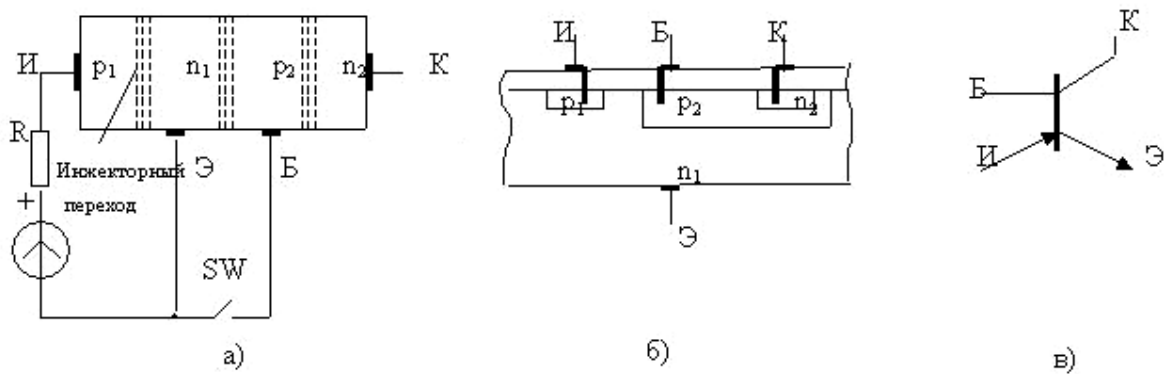 И p₁ n₁ p₂ n₂ К
R
Инжекторный Э Б
+ переход
SW
а)
И Б К
p₁ p₂ n₂
n₁
Э
б)
К
Б
И Э
в)